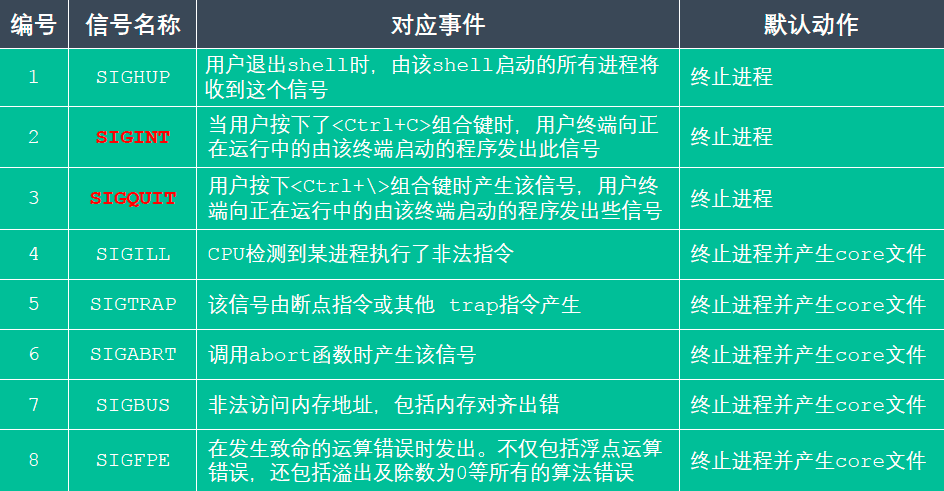 编号 信号名称 对应事件 默认动作
1 SIGHUP 用户退出shell时，由该shell启动的所有进程将
收到这个信号 终止进程
2 SIGINT 当用户按下了<Ctrl+C>组合键时，用户终端向正
在运行中的由该终端启动的程序发出此信号 终止进程
3 SIGQUIT 用户按下<Ctrl+\>组合键时产生该信号，用户终
端向正在运行中的由该终端启动的程序发出些信号 终止进程
4 SIGILL CPU检测到某进程执行了非法指令 终止进程并产生core文件
5 SIGTRAP 该信号由断点指令或其他 trap指令产生 终止进程并产生core文件
6 SIGABRT 调用abort函数时产生该信号 终止进程并产生core文件
7 SIGBUS 非法访问内存地址，包括内存对齐出错 终止进程并产生core文件
8 SIGFPE 在发生致命的运算错误时发出。不仅包括浮点运算
错误，还包括溢出及除数为0等所有的算法错误 终止进程并产生core文件